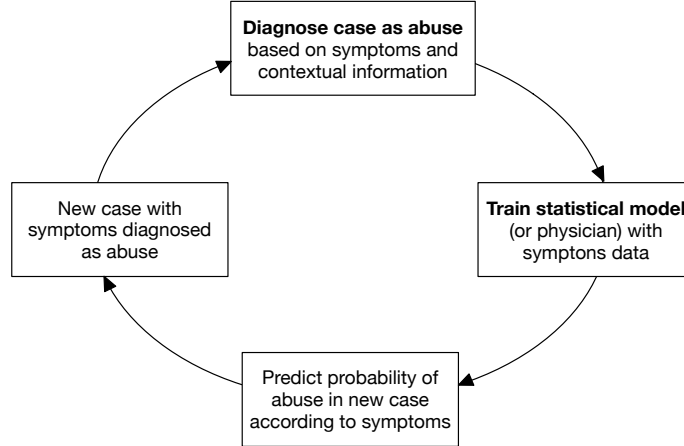 Diagnose case as abuse
based on symptoms and
contextual information
Train statistical model
(or physician) with
symptons data
Predict probability of
abuse in new case
according to symptoms
New case with
symptoms diagnosed
as abuse